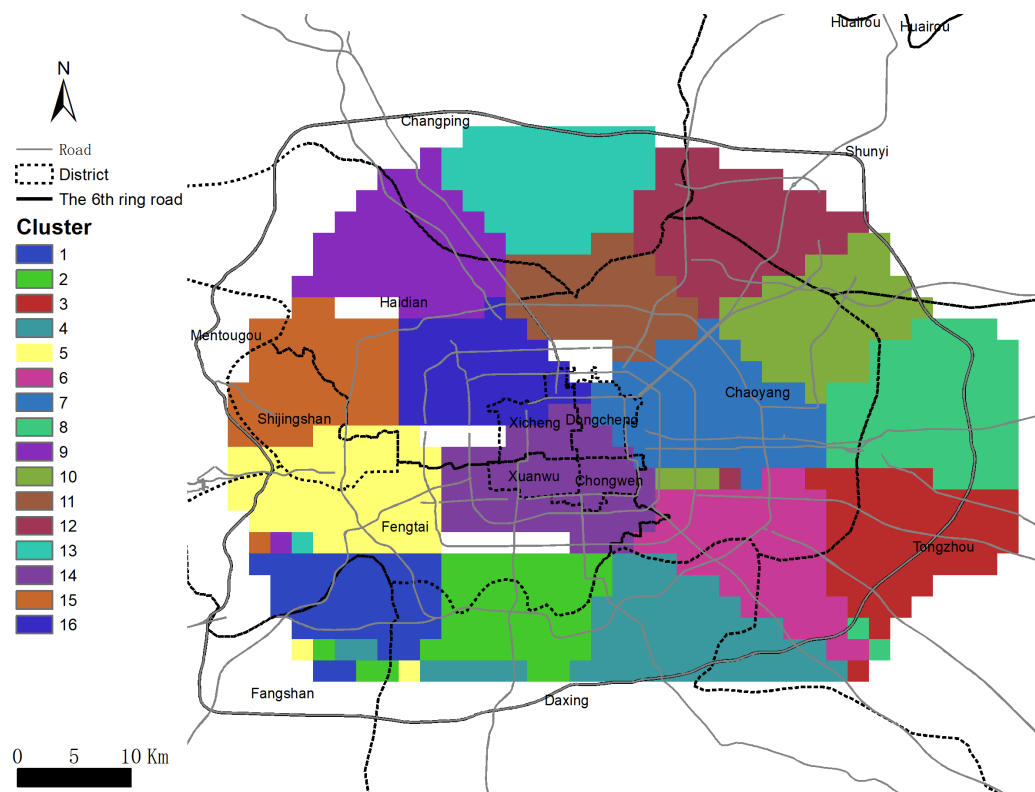 Huairou
Huairou
N
Changping
Road
Shunyi
District
The 6th ring road
Cluster
1
2
3
4
5
6
7
8
9
10
11
12
13
14
15
16
Haidian
Mentougou
Chaoyang
Shijingshan
Xicheng
Dongcheng
Xuanwu
Chongweh
Fengtai
Tongzhou
Fangshan
Daxing
0 5 10 Km